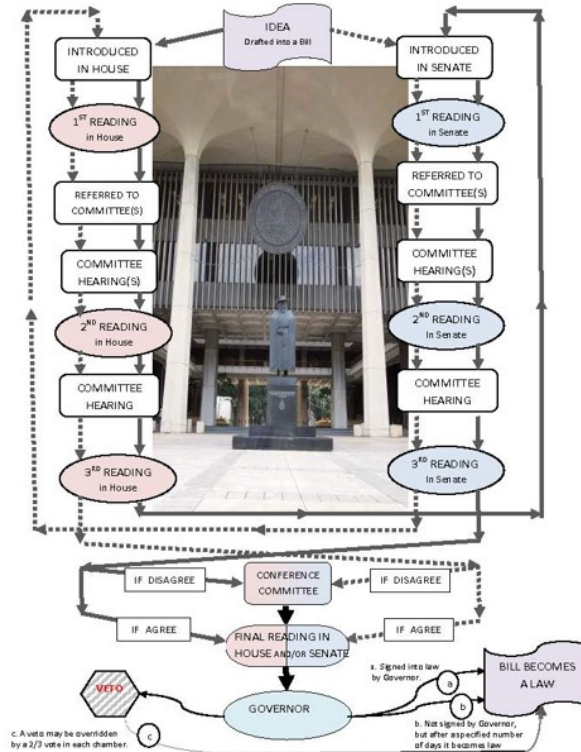 IDEA
Drafted into a Bill
INTRODUCED
IN HOUSE
1ST READING
in House
REFERRED TO
COMMITTEE(S)
COMMITTEE
HEARING(S)
2ND READING
in House
COMMITTEE
HEARING
3RD READING
in House
INTRODUCED
IN SENATE
1ST READING
in Senate
REFERRED TO
COMMITTEE(S)
COMMITTEE
HEARING(S)
2ND READING
In Senate
COMMITTEE
HEARING
3RD READING
In Senate
IF DISAGREE
CONFERENCE
COMMITTEE
IF DISAGREE
IF AGREE
FINAL READING IN
HOUSE AND/OR SENATE
IF AGREE
a. Signed into law
by Governor.
a
BILL BECOMES
A LAW
VETO
GOVERNOR
b
b. Not signed by Governor,
but after a specified number
of days it becomes law
c. A veto may be overridden
by a 2/3 vote in each chamber.
c